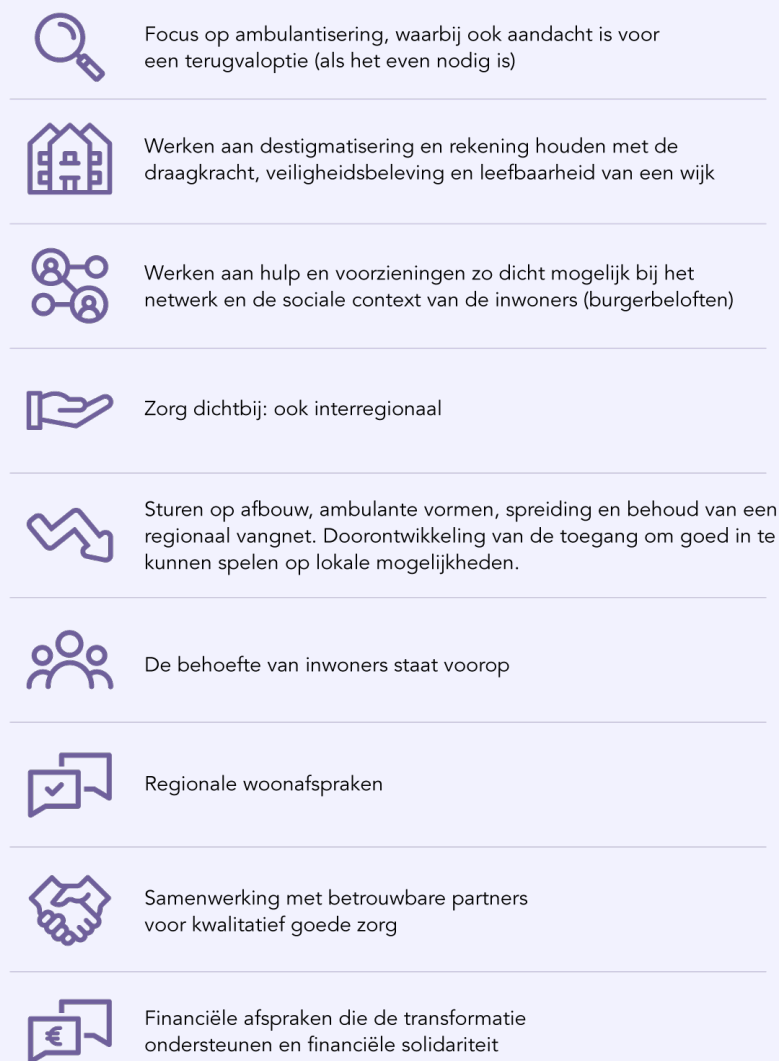 Focus op ambulantisering, waarbij ook aandacht is voor
een terugvaloptie (als het even nodig is)
Werken aan destigmatisering en rekening houden met de
draagkracht, veiligheidsbeleving en leefbaarheid van een wijk
Werken aan hulp en voorzieningen zo dicht mogelijk bij het
netwerk en de sociale context van de inwoners (burgerbeloften)
Zorg dichtbij: ook interregionaal
Sturen op afbouw, ambulante vormen, spreiding en behoud van een
regionaal vangnet. Doorontwikkeling van de toegang om goed in te
kunnen spelen op lokale mogelijkheden.
De behoefte van inwoners staat voorop
Regionale woonafspraken
Samenwerking met betrouwbare partners
voor kwalitatief goede zorg
€
Financiële afspraken die de transformatie
ondersteunen en financiële solidariteit